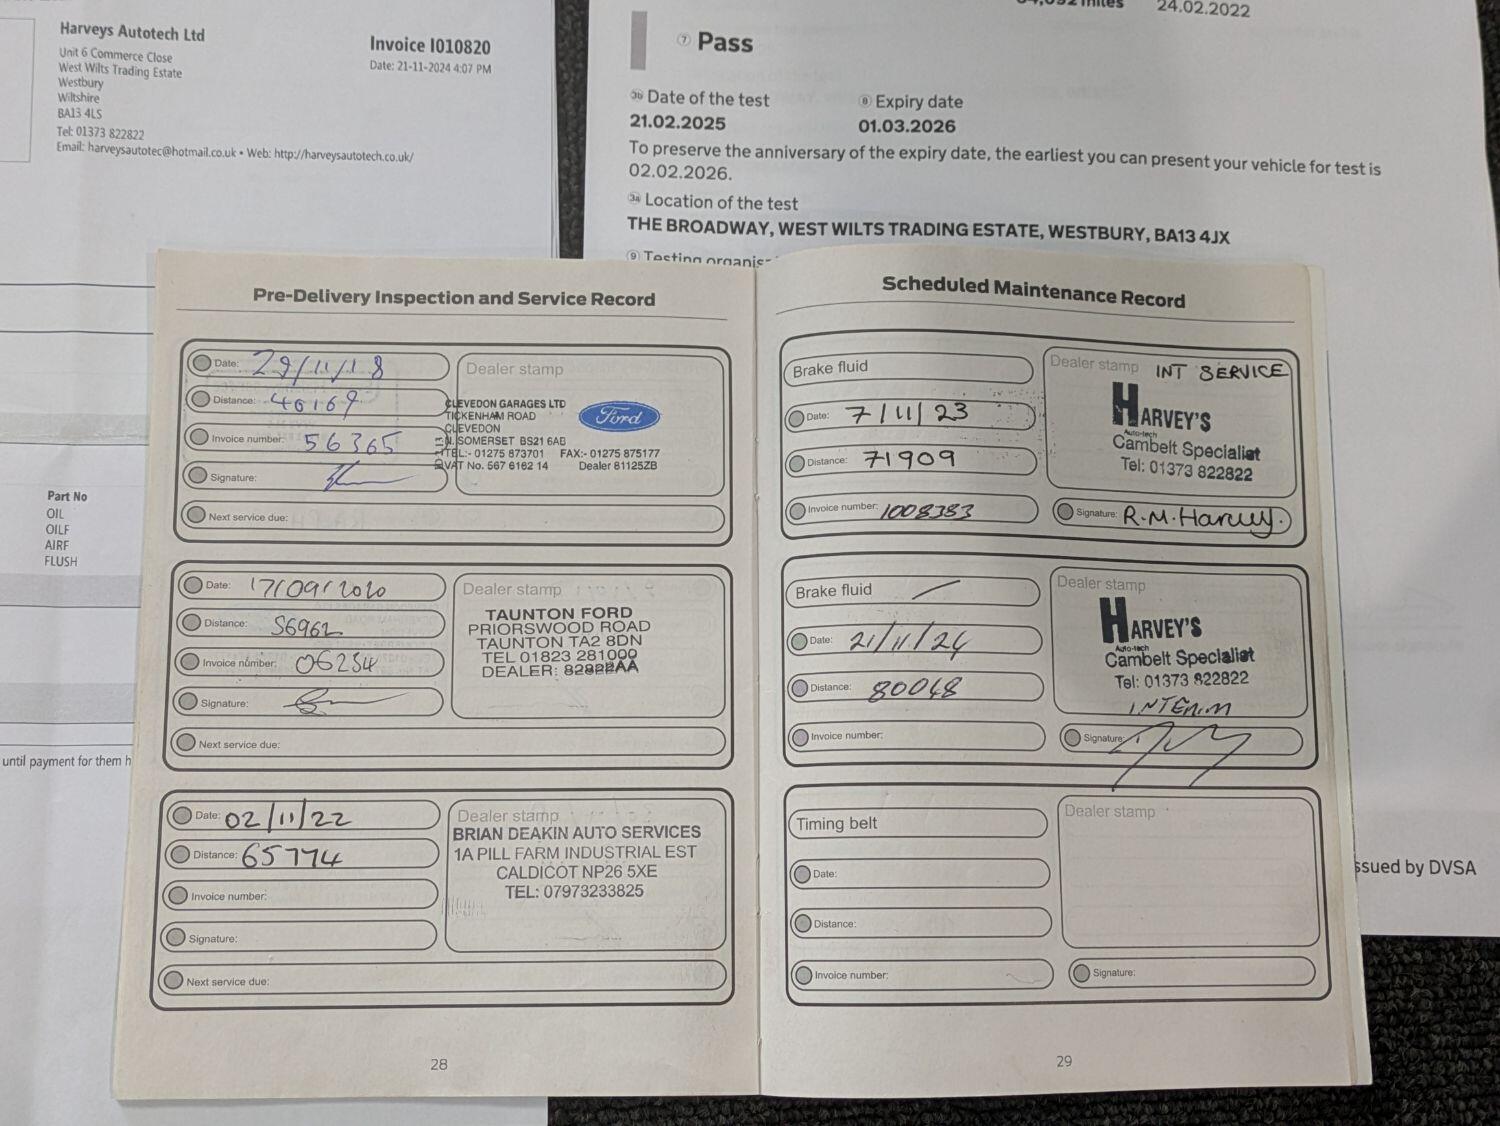 Harveys Autotech Ltd
Unit 6 Commerce Close
West Wilts Trading Estate
Westbury
Wiltshire
BA13 4LS
Tel: 01373 822822
Email: harveysautotec@hotmail.co.uk • Web: http://harveysautotech.co.uk/
Invoice I010820
Date: 21-11-2024 4:07 PM
Part No
OIL
OILF
AIRF
FLUSH
until payment for them h
miles
24.02.2022
7 Pass
3b Date of the test
21.02.2025
8 Expiry date
01.03.2026
To preserve the anniversary of the expiry date, the earliest you can present your vehicle for test is
02.02.2026.
3a Location of the test
THE BROADWAY, WEST WILTS TRADING ESTATE, WESTBURY, BA13 4JX
9 Testing organis
ssued by DVSA
Pre-Delivery Inspection and Service Record
Date: 29/11/18
Distance: 46169
Invoice number: 56365
Signature:
Next service due:
Dealer stamp
CLEVEDON GARAGES LTD
TICKENHAM ROAD
CLEVEDON
N. SOMERSET BS21 6AB
TEL:- 01275 873701 FAX:- 01275 875177
VAT No. 567 6162 14 Dealer 81125ZB
Ford
Date: 17/09/2020
Distance: 56962
Invoice number: 06254
Signature:
Next service due:
Dealer stamp
TAUNTON FORD
PRIORSWOOD ROAD
TAUNTON TA2 8DN
TEL 01823 281000
DEALER: 82822AA
Date: 02/11/22
Distance: 65774
Invoice number:
Signature:
Next service due:
Dealer stamp
BRIAN DEAKIN AUTO SERVICES
1A PILL FARM INDUSTRIAL EST
CALDICOT NP26 5XE
TEL: 07973233825
28
Scheduled Maintenance Record
Brake fluid
Date: 7/11/23
Distance: 71909
Invoice number: 1008383
Dealer stamp INT SERVICE
HARVEY'S
Auto-tech
Cambelt Specialist
Tel: 01373 822822
Signature: R.M.Harvey.
Brake fluid
Date: 21/11/24
Distance: 80048
Invoice number:
Dealer stamp
HARVEY'S
Auto-tech
Cambelt Specialist
Tel: 01373 822822
INTERIM
Signature:
Timing belt
Date:
Distance:
Invoice number:
Dealer stamp
Signature:
29